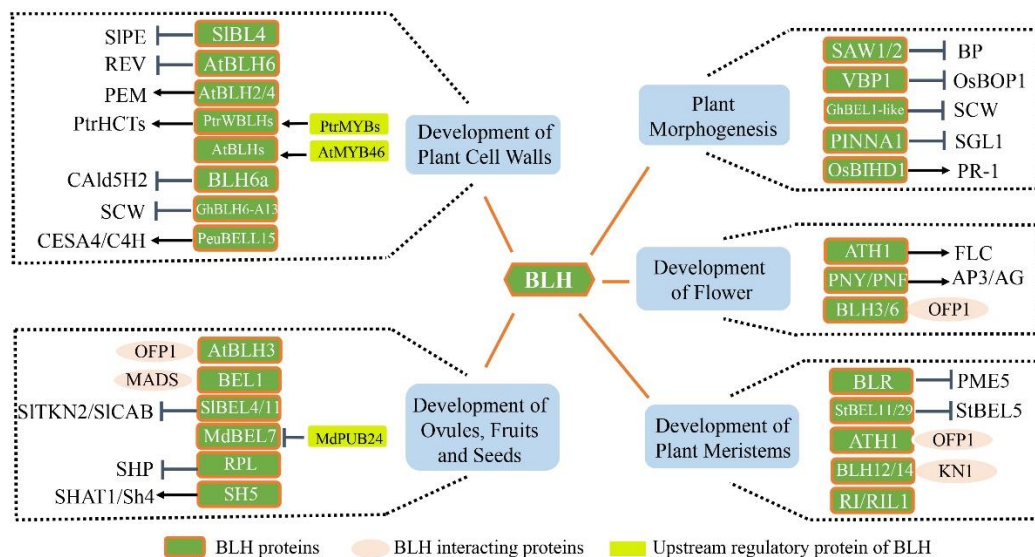 SlPE
SlBL4
REV
AtBLH6
PEM
AtBLH2/4
PtrHCTs
PtrWBLHs
PtrMYBs
AtBLHs
AtMYB46
CAld5H2
BLH6a
SCW
GhBLH6-A13
CESA4/C4H
PeuBELL15
Development of
Plant Cell Walls
Plant
Morphogenesis
SAW1/2
BP
VBP1
OsBOP1
GhBEL1-like
SCW
PINNA1
SGL1
OsBIHD1
PR-1
BLH
Development
of Flower
ATH1
FLC
PNY/PNF
AP3/AG
BLH3/6
OFP1
OFP1
AtBLH3
MADS
BEL1
SlTKN2/SlCAB
SlBEL4/11
MdBEL7
MdPUB24
SHP
RPL
SHAT1/Sh4
SH5
Development of
Ovules, Fruits
and Seeds
Development of
Plant Meristems
BLR
PME5
StBEL11/29
StBEL5
ATH1
OFP1
BLH12/14
KN1
RI/RIL1
BLH proteins
BLH interacting proteins
Upstream regulatory protein of BLH